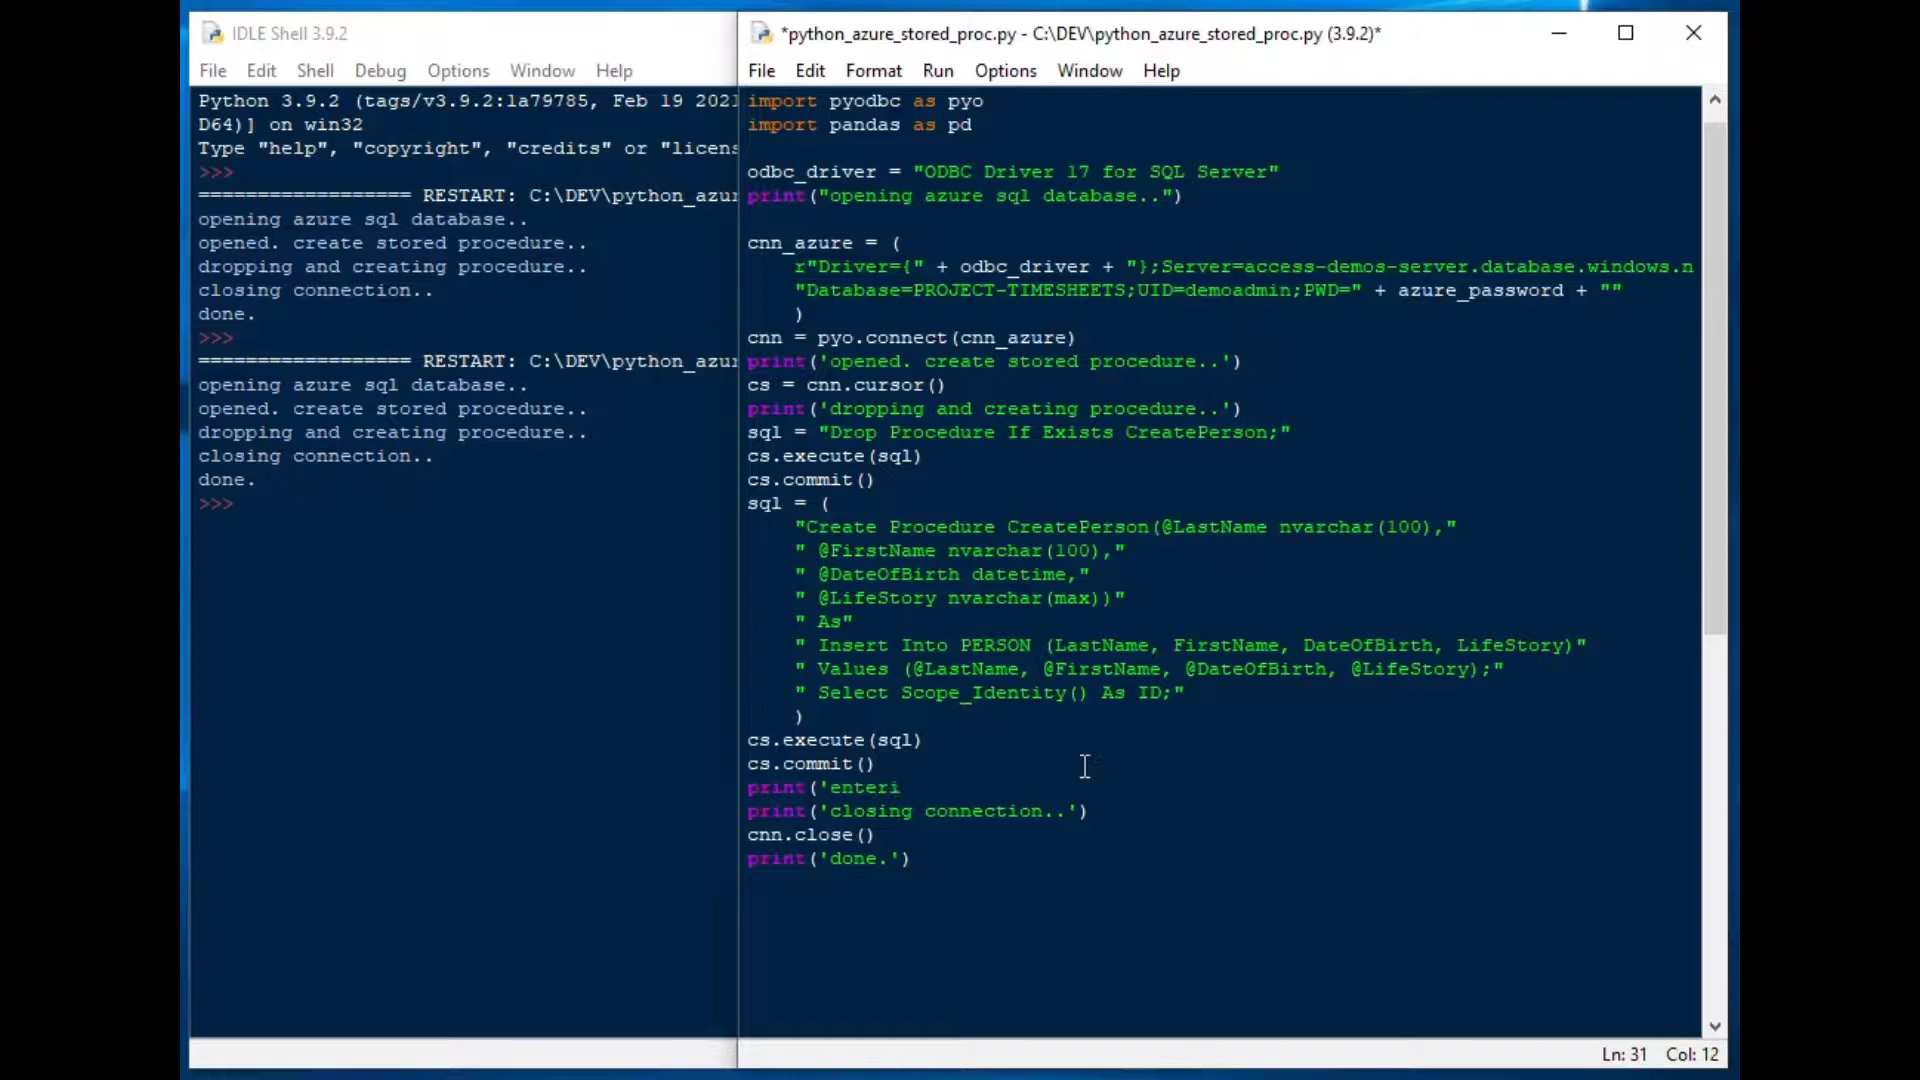 IDLE Shell 3.9.2
File Edit Shell Debug Options Window Help
Python 3.9.2 (tags/v3.9.2:1a79785, Feb 19 2021
D64)] on win32
Type "help", "copyright", "credits" or "licens
>>>
================== RESTART: C:\DEV\python_azur
opening azure sql database..
opened. create stored procedure..
dropping and creating procedure..
closing connection..
done.
>>>
================== RESTART: C:\DEV\python_azur
opening azure sql database..
opened. create stored procedure..
dropping and creating procedure..
closing connection..
done.
>>>
*python_azure_stored_proc.py - C:\DEV\python_azure_stored_proc.py (3.9.2)*
File Edit Format Run Options Window Help
import pyodbc as pyo
import pandas as pd
odbc_driver = "ODBC Driver 17 for SQL Server"
print("opening azure sql database..")
cnn_azure = (
    r"Driver={" + odbc_driver + "};Server=access-demos-server.database.windows.n
    "Database=PROJECT-TIMESHEETS;UID=demoadmin;PWD=" + azure_password + ""
    )
cnn = pyo.connect(cnn_azure)
print('opened. create stored procedure..')
cs = cnn.cursor()
print('dropping and creating procedure..')
sql = "Drop Procedure If Exists CreatePerson;"
cs.execute(sql)
cs.commit()
sql = (
    "Create Procedure CreatePerson(@LastName nvarchar(100),"
    " @FirstName nvarchar(100),"
    " @DateOfBirth datetime,"
    " @LifeStory nvarchar(max))"
    " As"
    " Insert Into PERSON (LastName, FirstName, DateOfBirth, LifeStory)"
    " Values (@LastName, @FirstName, @DateOfBirth, @LifeStory);"
    " Select Scope_Identity() As ID;"
    )
cs.execute(sql)
cs.commit()
print('enteri
print('closing connection..')
cnn.close()
print('done.')
Ln: 31 Col: 12